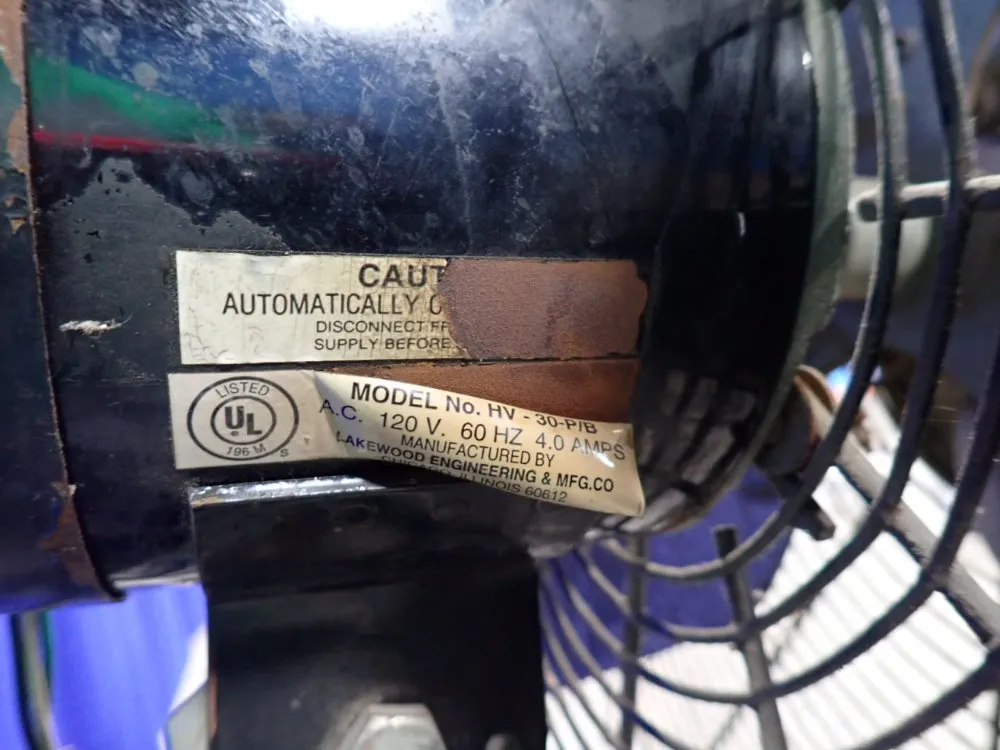 CAUT
AUTOMATICALLY
DISCONNECT
SUPPLY BEFORE
LISTED
UL
196 M
S
MODEL No. HV - 30-P/B
A.C. 120 V. 60 HZ 4.0 AMPS
MANUFACTURED BY
LAKEWOOD ENGINEERING & MFG.CO
CHICAGO, ILLINOIS 60612